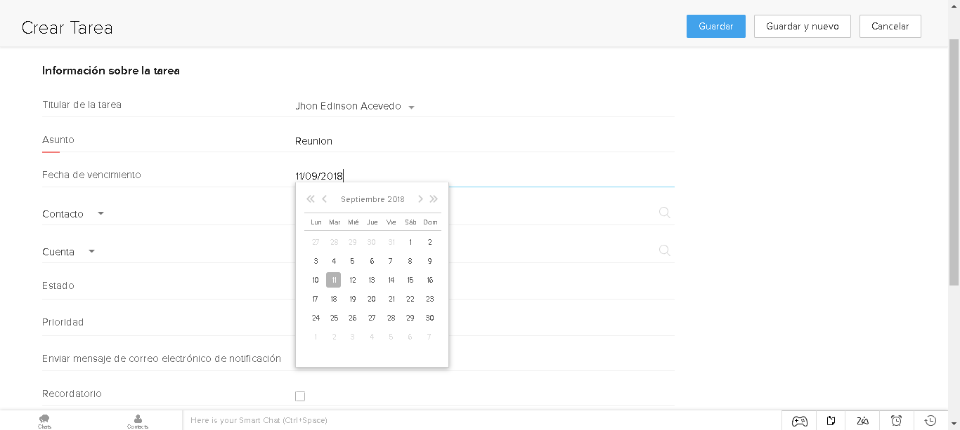 Crear Tarea
Guardar
Guardar y nuevo
Cancelar
Información sobre la tarea
Titular de la tarea
Jhon Edinson Acevedo
Asunto
Reunion
Fecha de vencimiento
11/09/2018
Septiembre 2018
Contacto
Lun Mar Mié Jue Vie Sáb Dom
27 28 29 30 31 1 2
Cuenta
3 4 5 6 7 8 9
10 11 12 13 14 15 16
Estado
17 18 19 20 21 22 23
Prioridad
24 25 26 27 28 29 30
1 2 3 4 5 6 7
Enviar mensaje de correo electrónico de notificación
Recordatorio
Chats
Contacts
Here is your Smart Chat (Ctrl+Space)